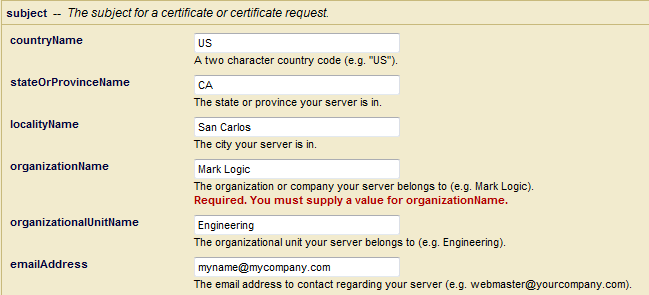 subject -- The subject for a certificate or certificate request.
countryName
US
A two character country code (e.g. "US").
stateOrProvinceName
CA
The state or province your server is in.
localityName
San Carlos
The city your server is in.
organizationName
Mark Logic
The organization or company your server belongs to (e.g. Mark Logic).
Required. You must supply a value for organizationName.
organizationalUnitName
Engineering
The organizational unit your server belongs to (e.g. Engineering).
emailAddress
myname@mycompany.com
The email address to contact regarding your server (e.g. webmaster@yourcompany.com).